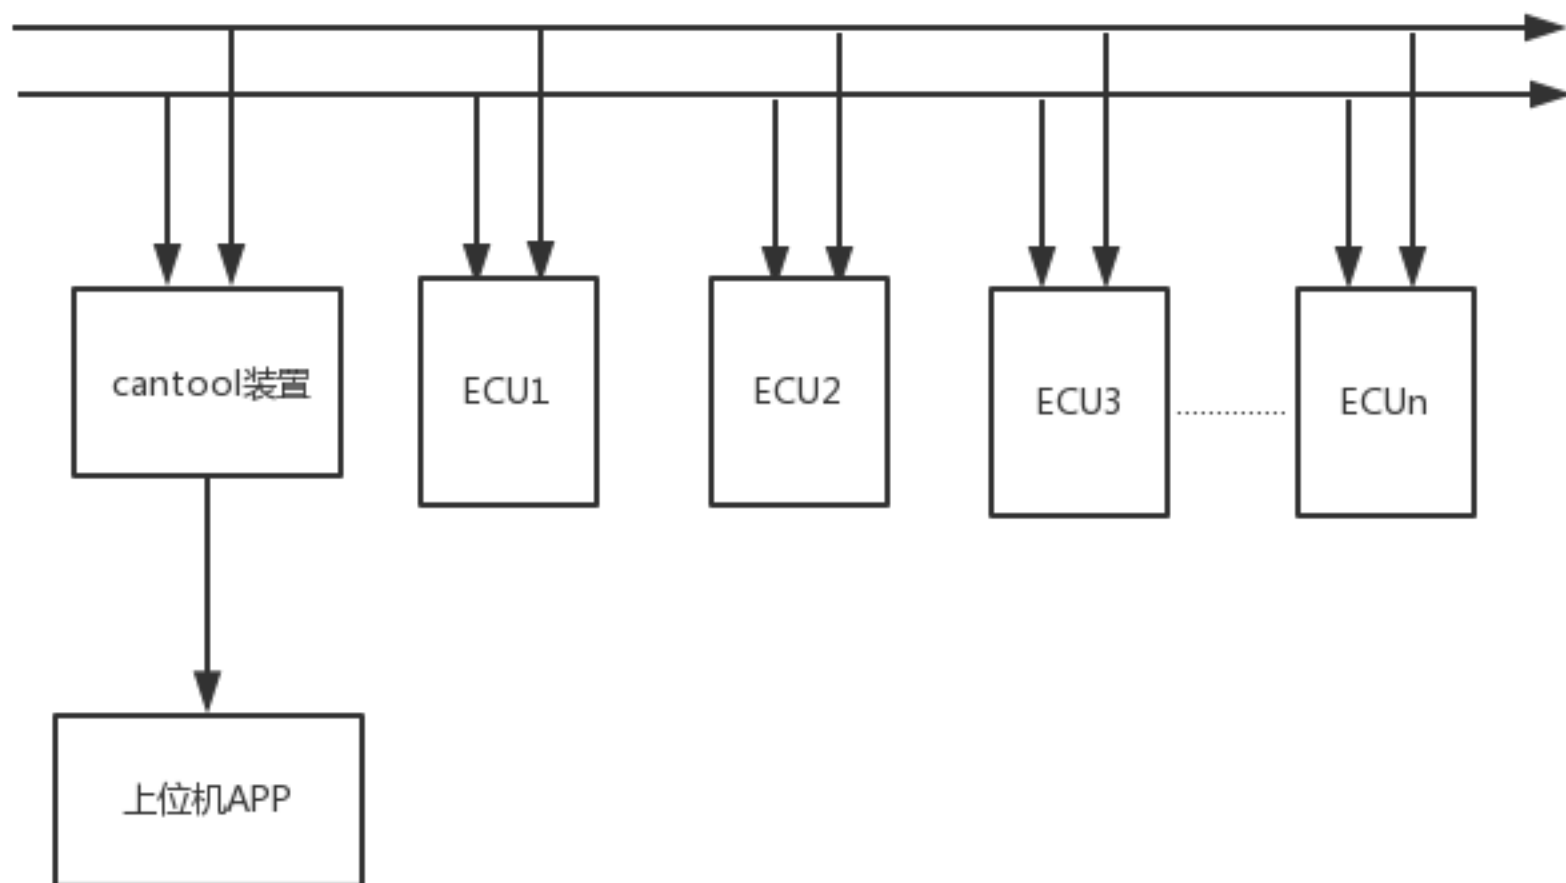 cantool装置
ECU1
ECU2
ECU3
..............
ECUn
上位机APP